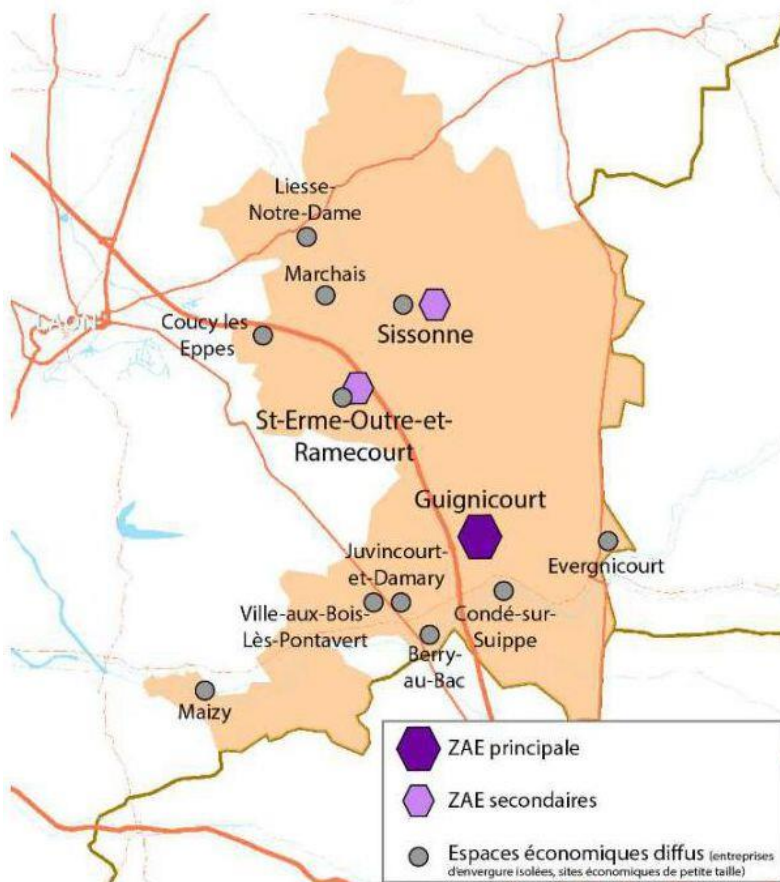 Liesse-
Notre-Dame
Marchais
LAON
Coucy les
Eppes
Sissonne
St-Erme-Outre-et-
Ramecourt
Guignicourt
Juvincourt-
et-Damary
Evergnicourt
Ville-aux-Bois-
Lès-Pontavert
Condé-sur-
Suippe
Berry-
au-Bac
Maizy
ZAE principale
ZAE secondaires
Espaces économiques diffus (entreprises
d'envergure isolées, sites économiques de petite taille)